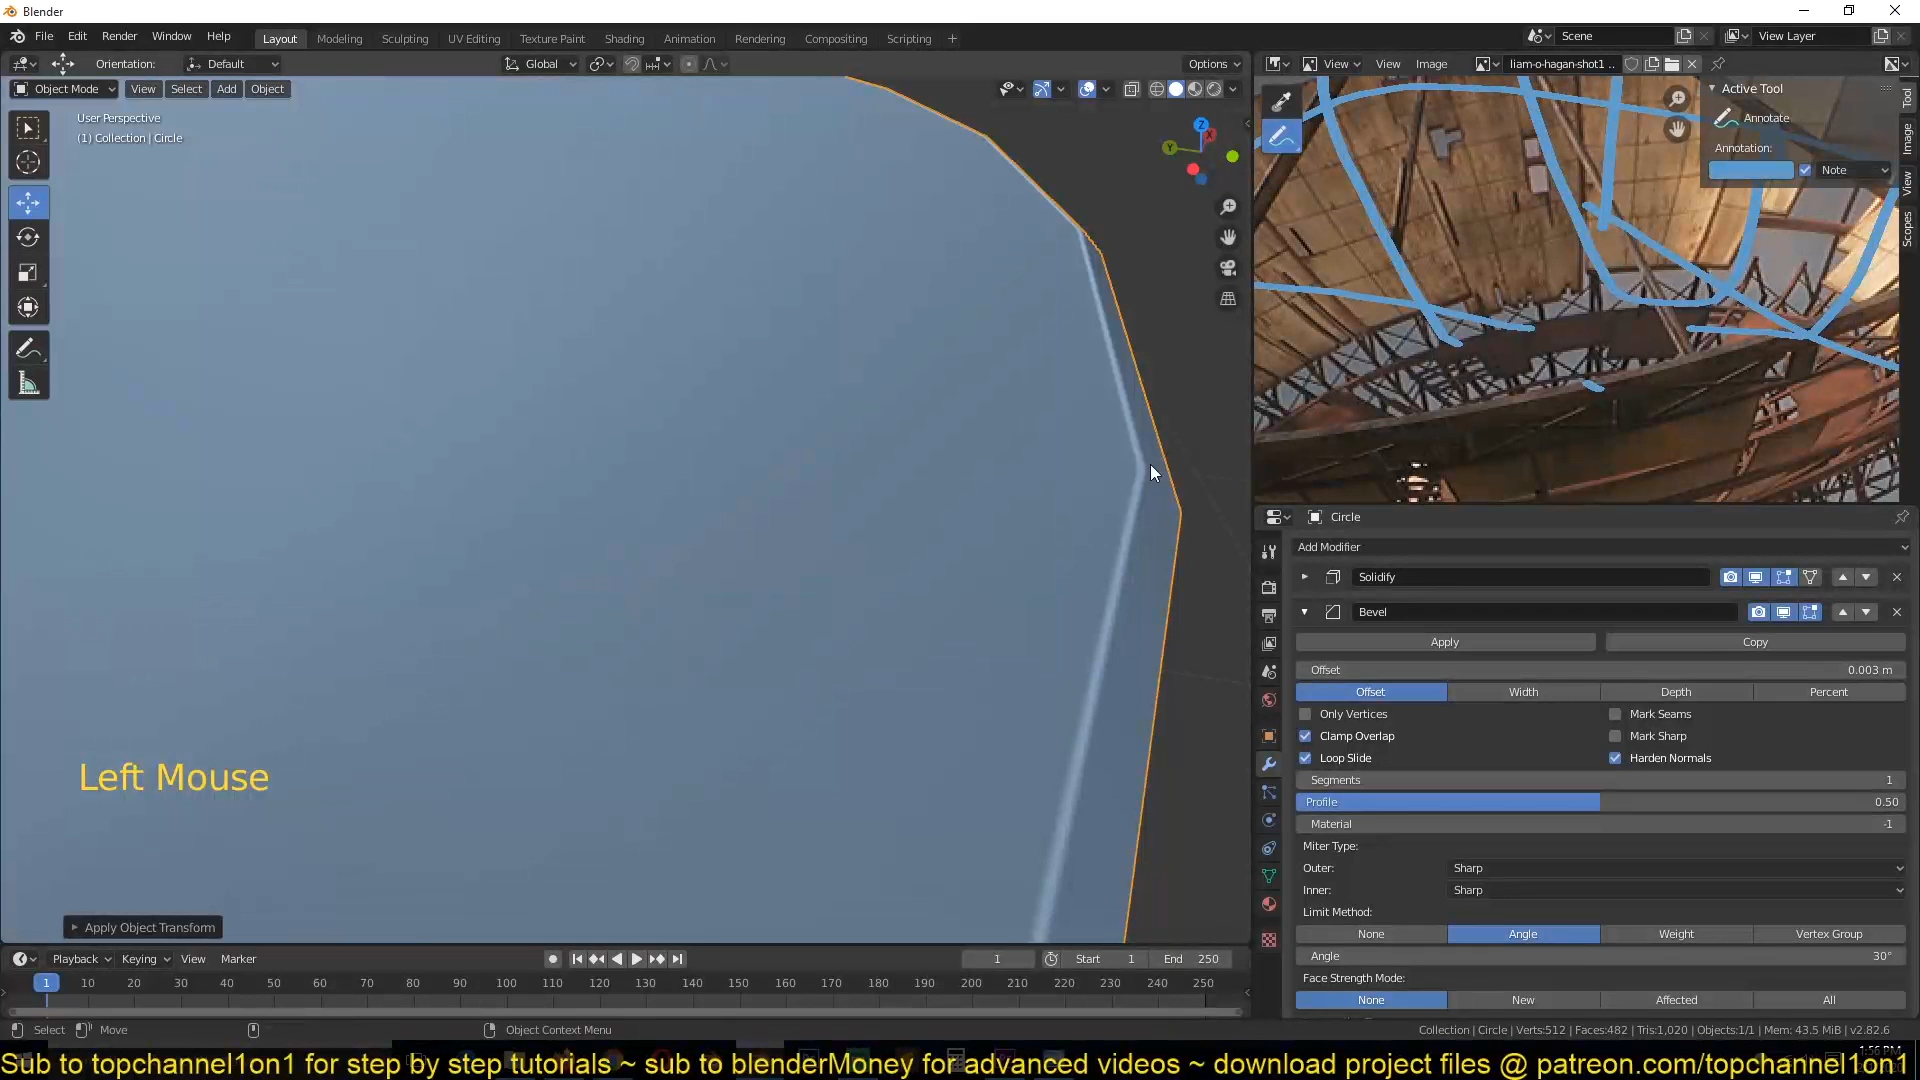 Blender
File Edit Render Window Help
Layout Modeling Sculpting UV Editing Texture Paint Shading Animation Rendering Compositing Scripting +
Scene View Layer
Orientation: Default Global Options
View View Image liam-o-hagan-shot1 ..
Object Mode View Select Add Object
User Perspective
(1) Collection | Circle
Z X Y
Active Tool
Annotate
Annotation:
Note
Tool
Image
View
Scopes
Left Mouse
Apply Object Transform
Circle
Add Modifier
Solidify
Bevel
Apply Copy
Offset 0.003 m
Offset Width Depth Percent
Only Vertices Mark Seams
Clamp Overlap Mark Sharp
Loop Slide Harden Normals
Segments 1
Profile 0.50
Material -1
Miter Type:
Outer: Sharp
Inner: Sharp
Limit Method:
None Angle Weight Vertex Group
Angle 30°
Face Strength Mode:
None New Affected All
Playback Keying View Marker 1 Start 1 End 250
1 10 20 30 40 50 60 70 80 90 100 110 120 130 140 150 160 170 180 190 200 210 220 230 240 250
Select Move Object Context Menu Collection | Circle | Verts:512 | Faces:482 | Tris:1,020 | Objects:1/1 | Mem: 43.5 MiB | v2.82.6
1:56 PM
Sub to topchannel1on1 for step by step tutorials ~ sub to blenderMoney for advanced videos ~ download project files @ patreon.com/topchannel1on1